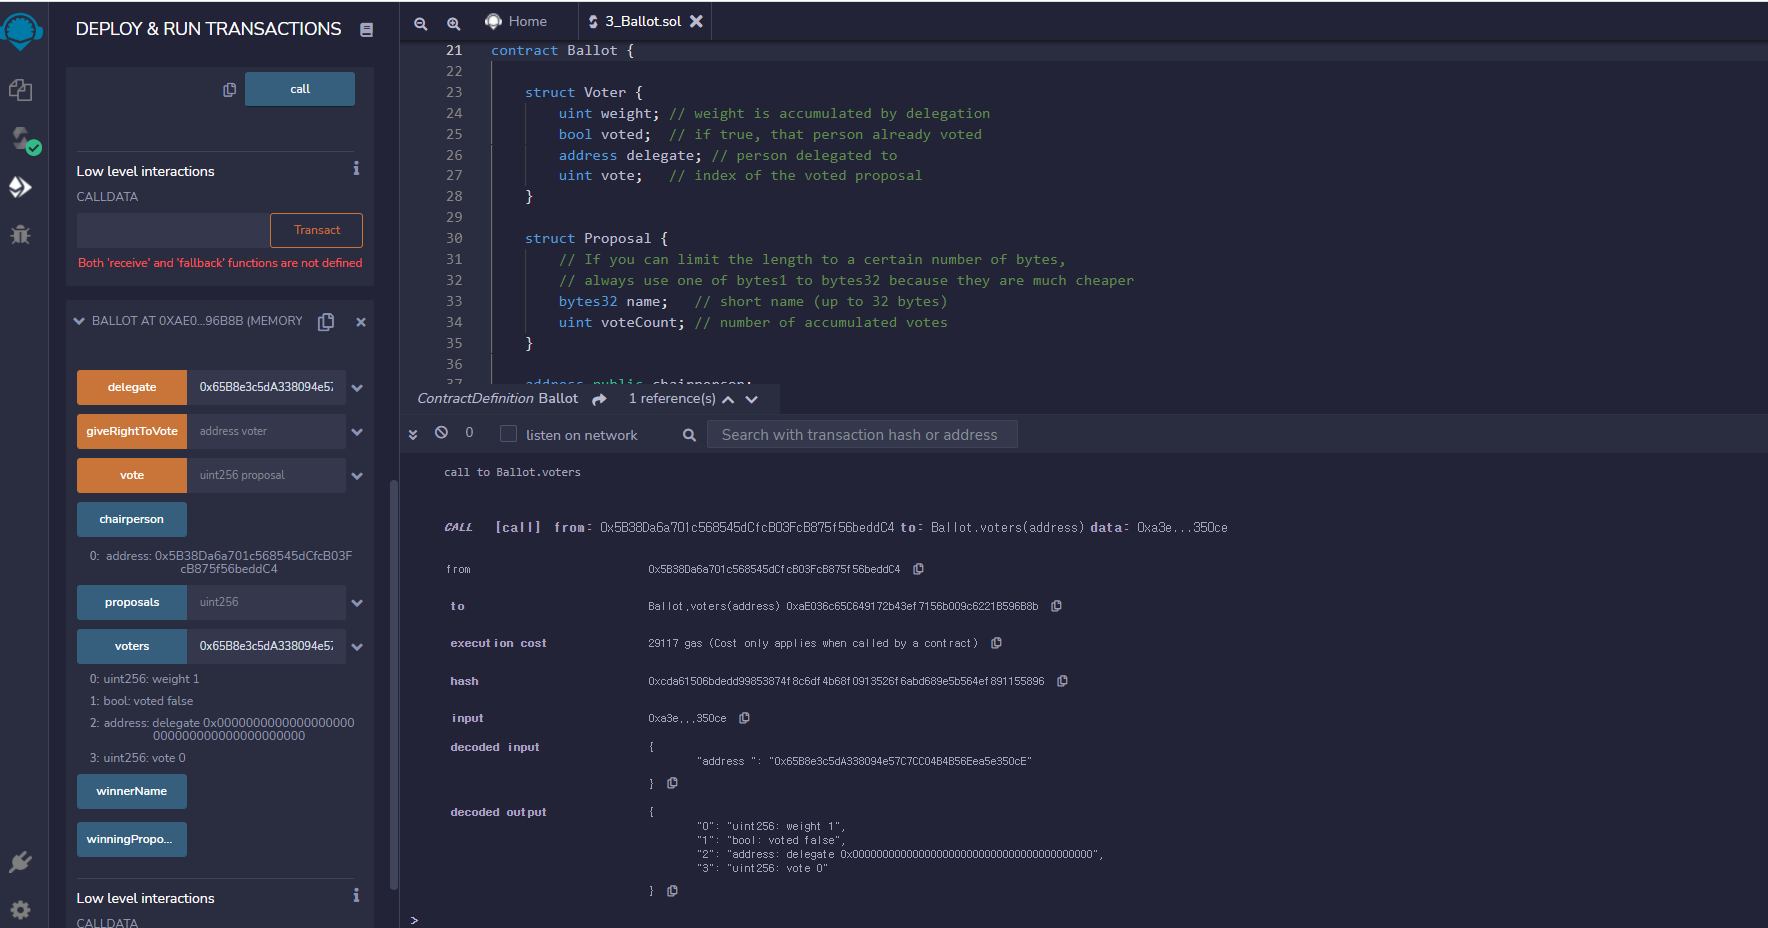 DEPLOY & RUN TRANSACTIONS
call
Low level interactions
i
CALLDATA
Transact
Both 'receive' and 'fallback' functions are not defined
BALLOT AT 0XAE0...96B8B (MEMORY
delegate 0x65B8e3c5dA338094e57
giveRightToVote address voter
vote uint256 proposal
chairperson
0: address: 0x5B38Da6a701c568545dCfcB03F
cB875f56beddC4
proposals uint256
voters 0x65B8e3c5dA338094e57
0: uint256: weight 1
1: bool: voted false
2: address: delegate 0x0000000000000000000
000000000000000000000
3: uint256: vote 0
winnerName
winningPropo...
Low level interactions
i
CALLDATA
Home
3_Ballot.sol
21 contract Ballot {
22
23 struct Voter {
24 uint weight; // weight is accumulated by delegation
25 bool voted; // if true, that person already voted
26 address delegate; // person delegated to
27 uint vote; // index of the voted proposal
28 }
29
30 struct Proposal {
31 // If you can limit the length to a certain number of bytes,
32 // always use one of bytes1 to bytes32 because they are much cheaper
33 bytes32 name; // short name (up to 32 bytes)
34 uint voteCount; // number of accumulated votes
35 }
36
37 address public chairperson;
ContractDefinition Ballot 1 reference(s)
0 listen on network Search with transaction hash or address
call to Ballot.voters
CALL [call] from: 0x5B38Da6a701c568545dCfcB03FcB875f56beddC4 to: Ballot.voters(address) data: 0xa3e...350ce
from 0x5B38Da6a701c568545dCfcB03FcB875f56beddC4
to Ballot.voters(address) 0xaE036c65C649172b43ef7156b009c6221B596B8b
execution cost 29117 gas (Cost only applies when called by a contract)
hash 0xcda61506bdedd99853874f8c6df4b68f0913526f6abd689e5b564ef891155896
input 0xa3e...350ce
decoded input {
"address ": "0x65B8e3c5dA338094e57C7CC04B4B56Eea5e350cE"
}
decoded output {
"0": "uint256: weight 1",
"1": "bool: voted false",
"2": "address: delegate 0x0000000000000000000000000000000000000000",
"3": "uint256: vote 0"
}
>